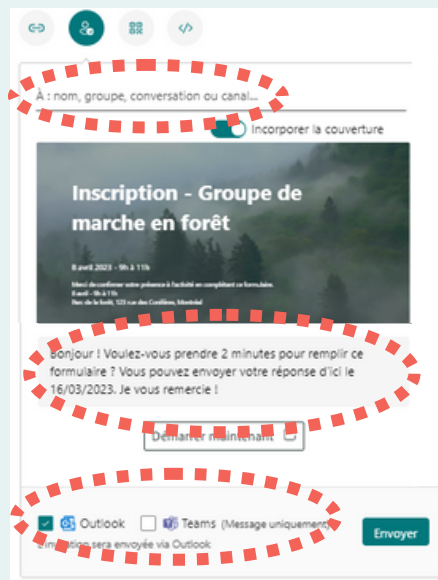 À : nom, groupe, conversation ou canal...
Incorporer la couverture
Inscription - Groupe de
marche en forêt
8 avril 2023 - 9h à 11h
Merci de confirmer votre présence à l'activité en complétant ce formulaire.
8 avril - 9h à 11h
Parc de la forêt, 123 rue des Conifères, Montréal
Bonjour ! Voulez-vous prendre 2 minutes pour remplir ce
formulaire ? Vous pouvez envoyer votre réponse d'ici le
16/03/2023. Je vous remercie !
Démarrer maintenant
Outlook Teams (Message uniquement)
L'invitation sera envoyée via Outlook
Envoyer